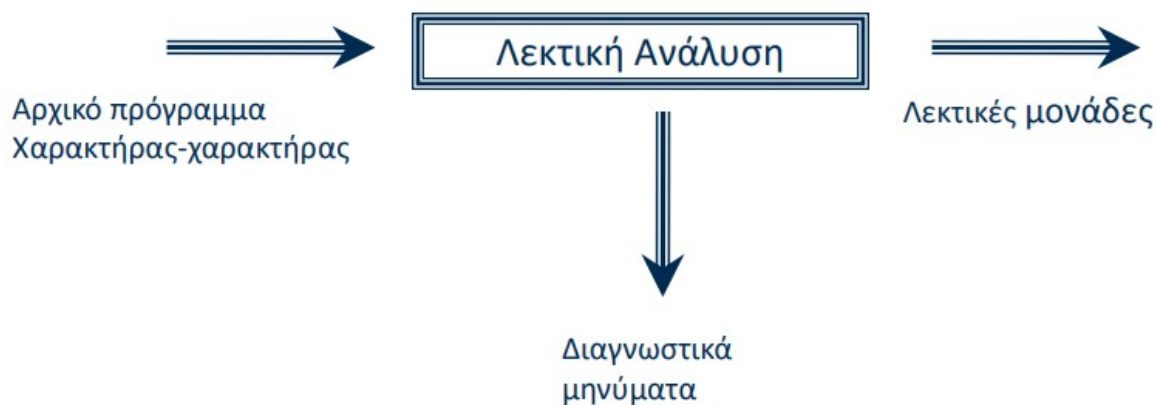 Λεκτική Ανάλυση
Αρχικό πρόγραμμα
Χαρακτήρας-χαρακτήρας
Λεκτικές μονάδες
Διαγνωστικά
μηνύματα